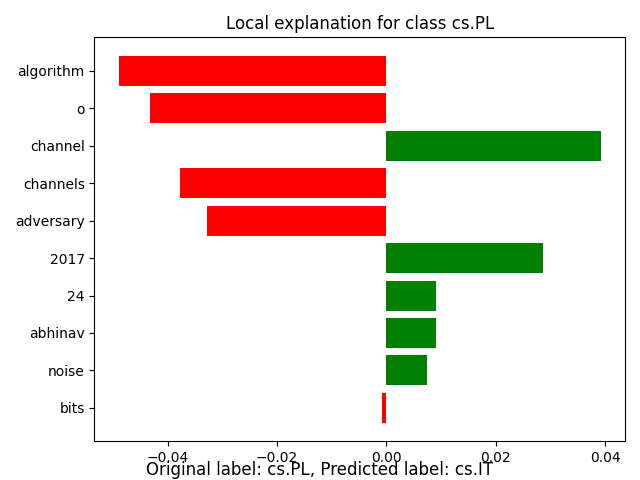 Local explanation for class cs.PL
algorithm
o
channel
channels
adversary
2017
24
abhinav
noise
bits
−0.04 −0.02 0.00 0.02 0.04
Original label: cs.PL, Predicted label: cs.IT